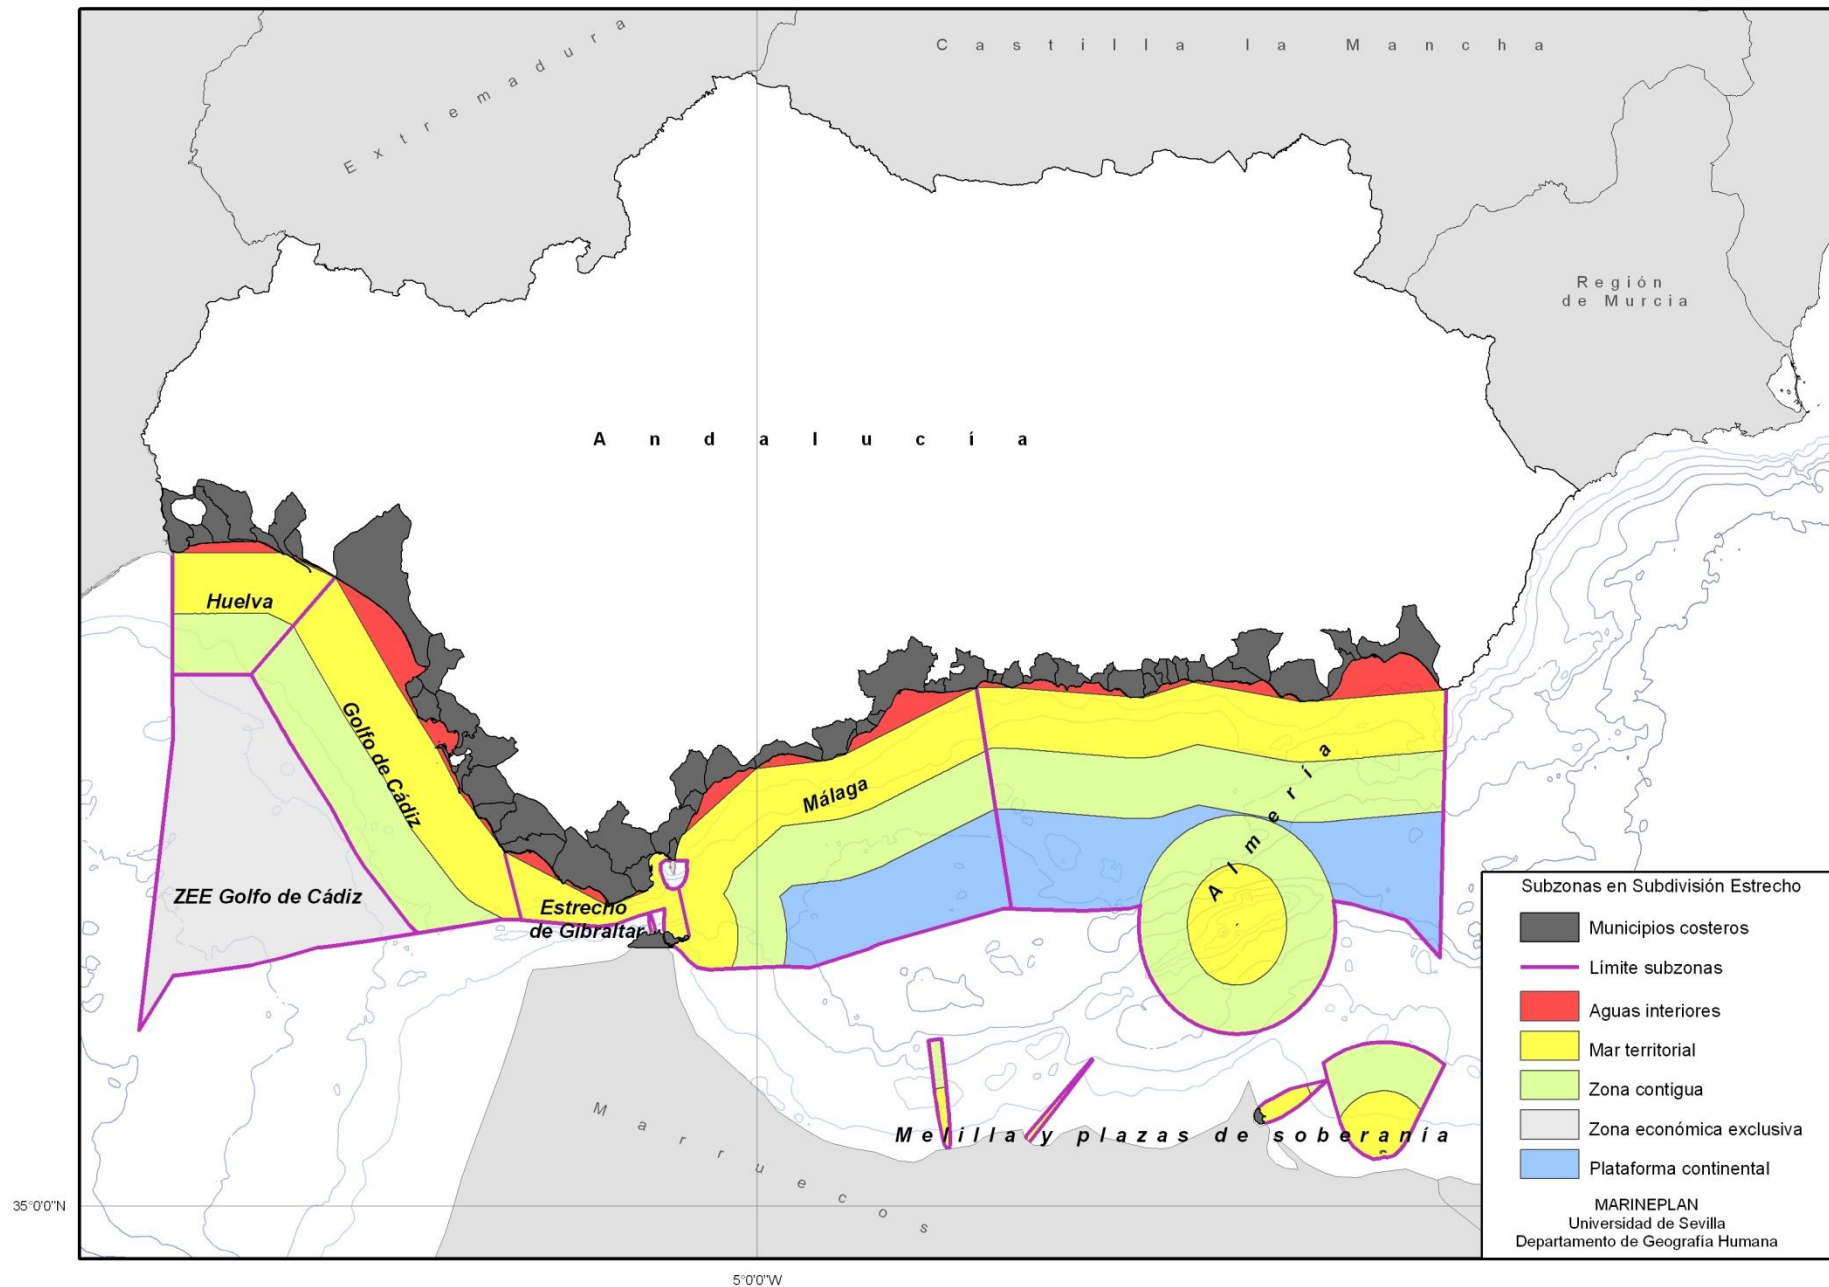 Castilla la Mancha
Extremadura
Región
de Murcia
Andalucía
Huelva
Golfo de Cádiz
Málaga
Almería
ZEE Golfo de Cádiz
Estrecho
de Gibraltar
Melilla y plazas de soberanía
Marruecos
Subzonas en Subdivisión Estrecho
Municipios costeros
Límite subzonas
Aguas interiores
Mar territorial
Zona contigua
Zona económica exclusiva
Plataforma continental
MARINEPLAN
Universidad de Sevilla
Departamento de Geografía Humana
35°0'0"N
5°0'0"W